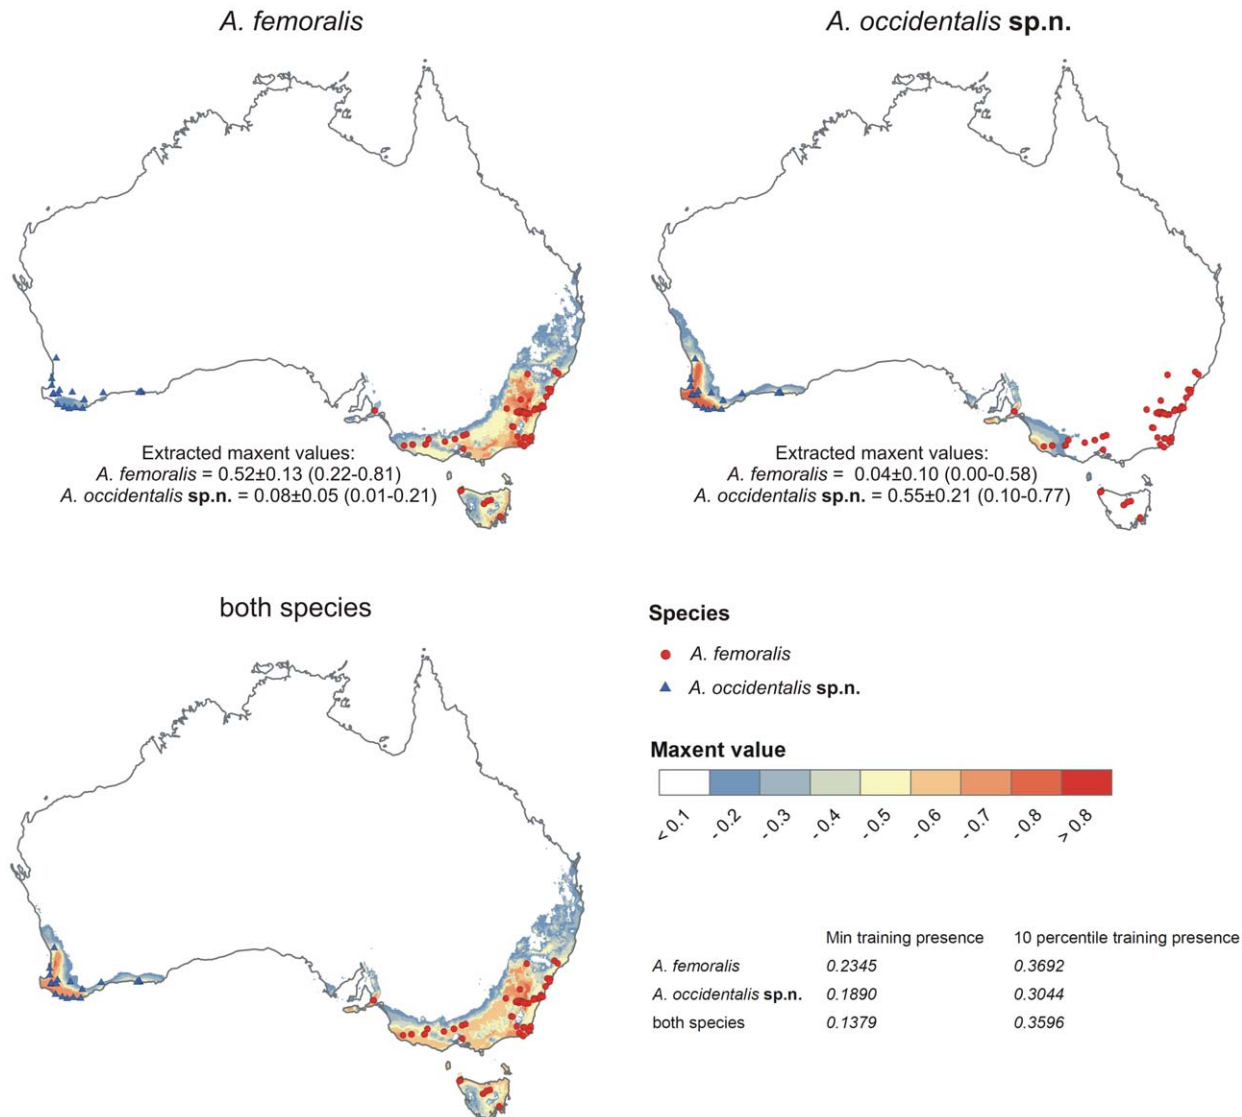 A. femoralis
A. occidentalis sp.n.
Extracted maxent values:
A. femoralis = 0.52±0.13 (0.22-0.81)
A. occidentalis sp.n. = 0.08±0.05 (0.01-0.21)
Extracted maxent values:
A. femoralis = 0.04±0.10 (0.00-0.58)
A. occidentalis sp.n. = 0.55±0.21 (0.10-0.77)
both species
Species
A. femoralis
A. occidentalis sp.n.
Maxent value
< 0.1 - 0.2 - 0.3 - 0.4 - 0.5 - 0.6 - 0.7 - 0.8 > 0.8
Min training presence 10 percentile training presence
A. femoralis 0.2345 0.3692
A. occidentalis sp.n. 0.1890 0.3044
both species 0.1379 0.3596